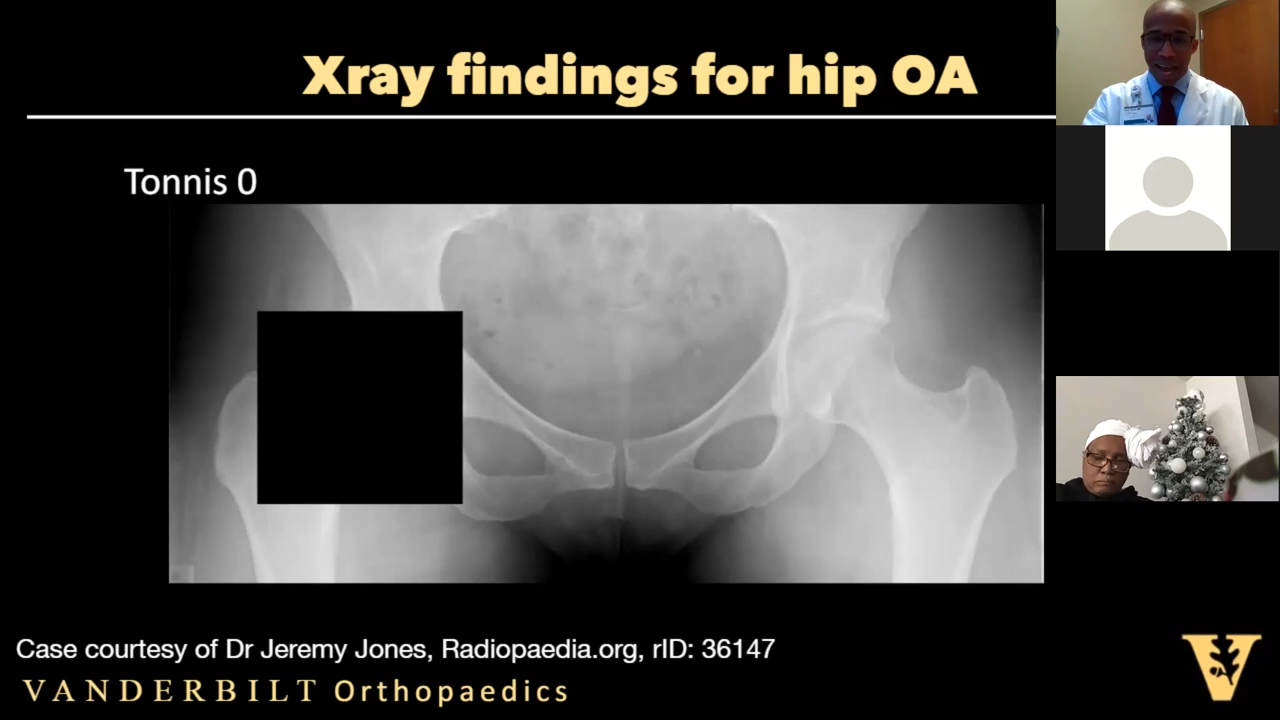 Xray findings for hip OA
Tonnis 0
Case courtesy of Dr Jeremy Jones, Radiopaedia.org, rID: 36147
VANDERBILT Orthopaedics